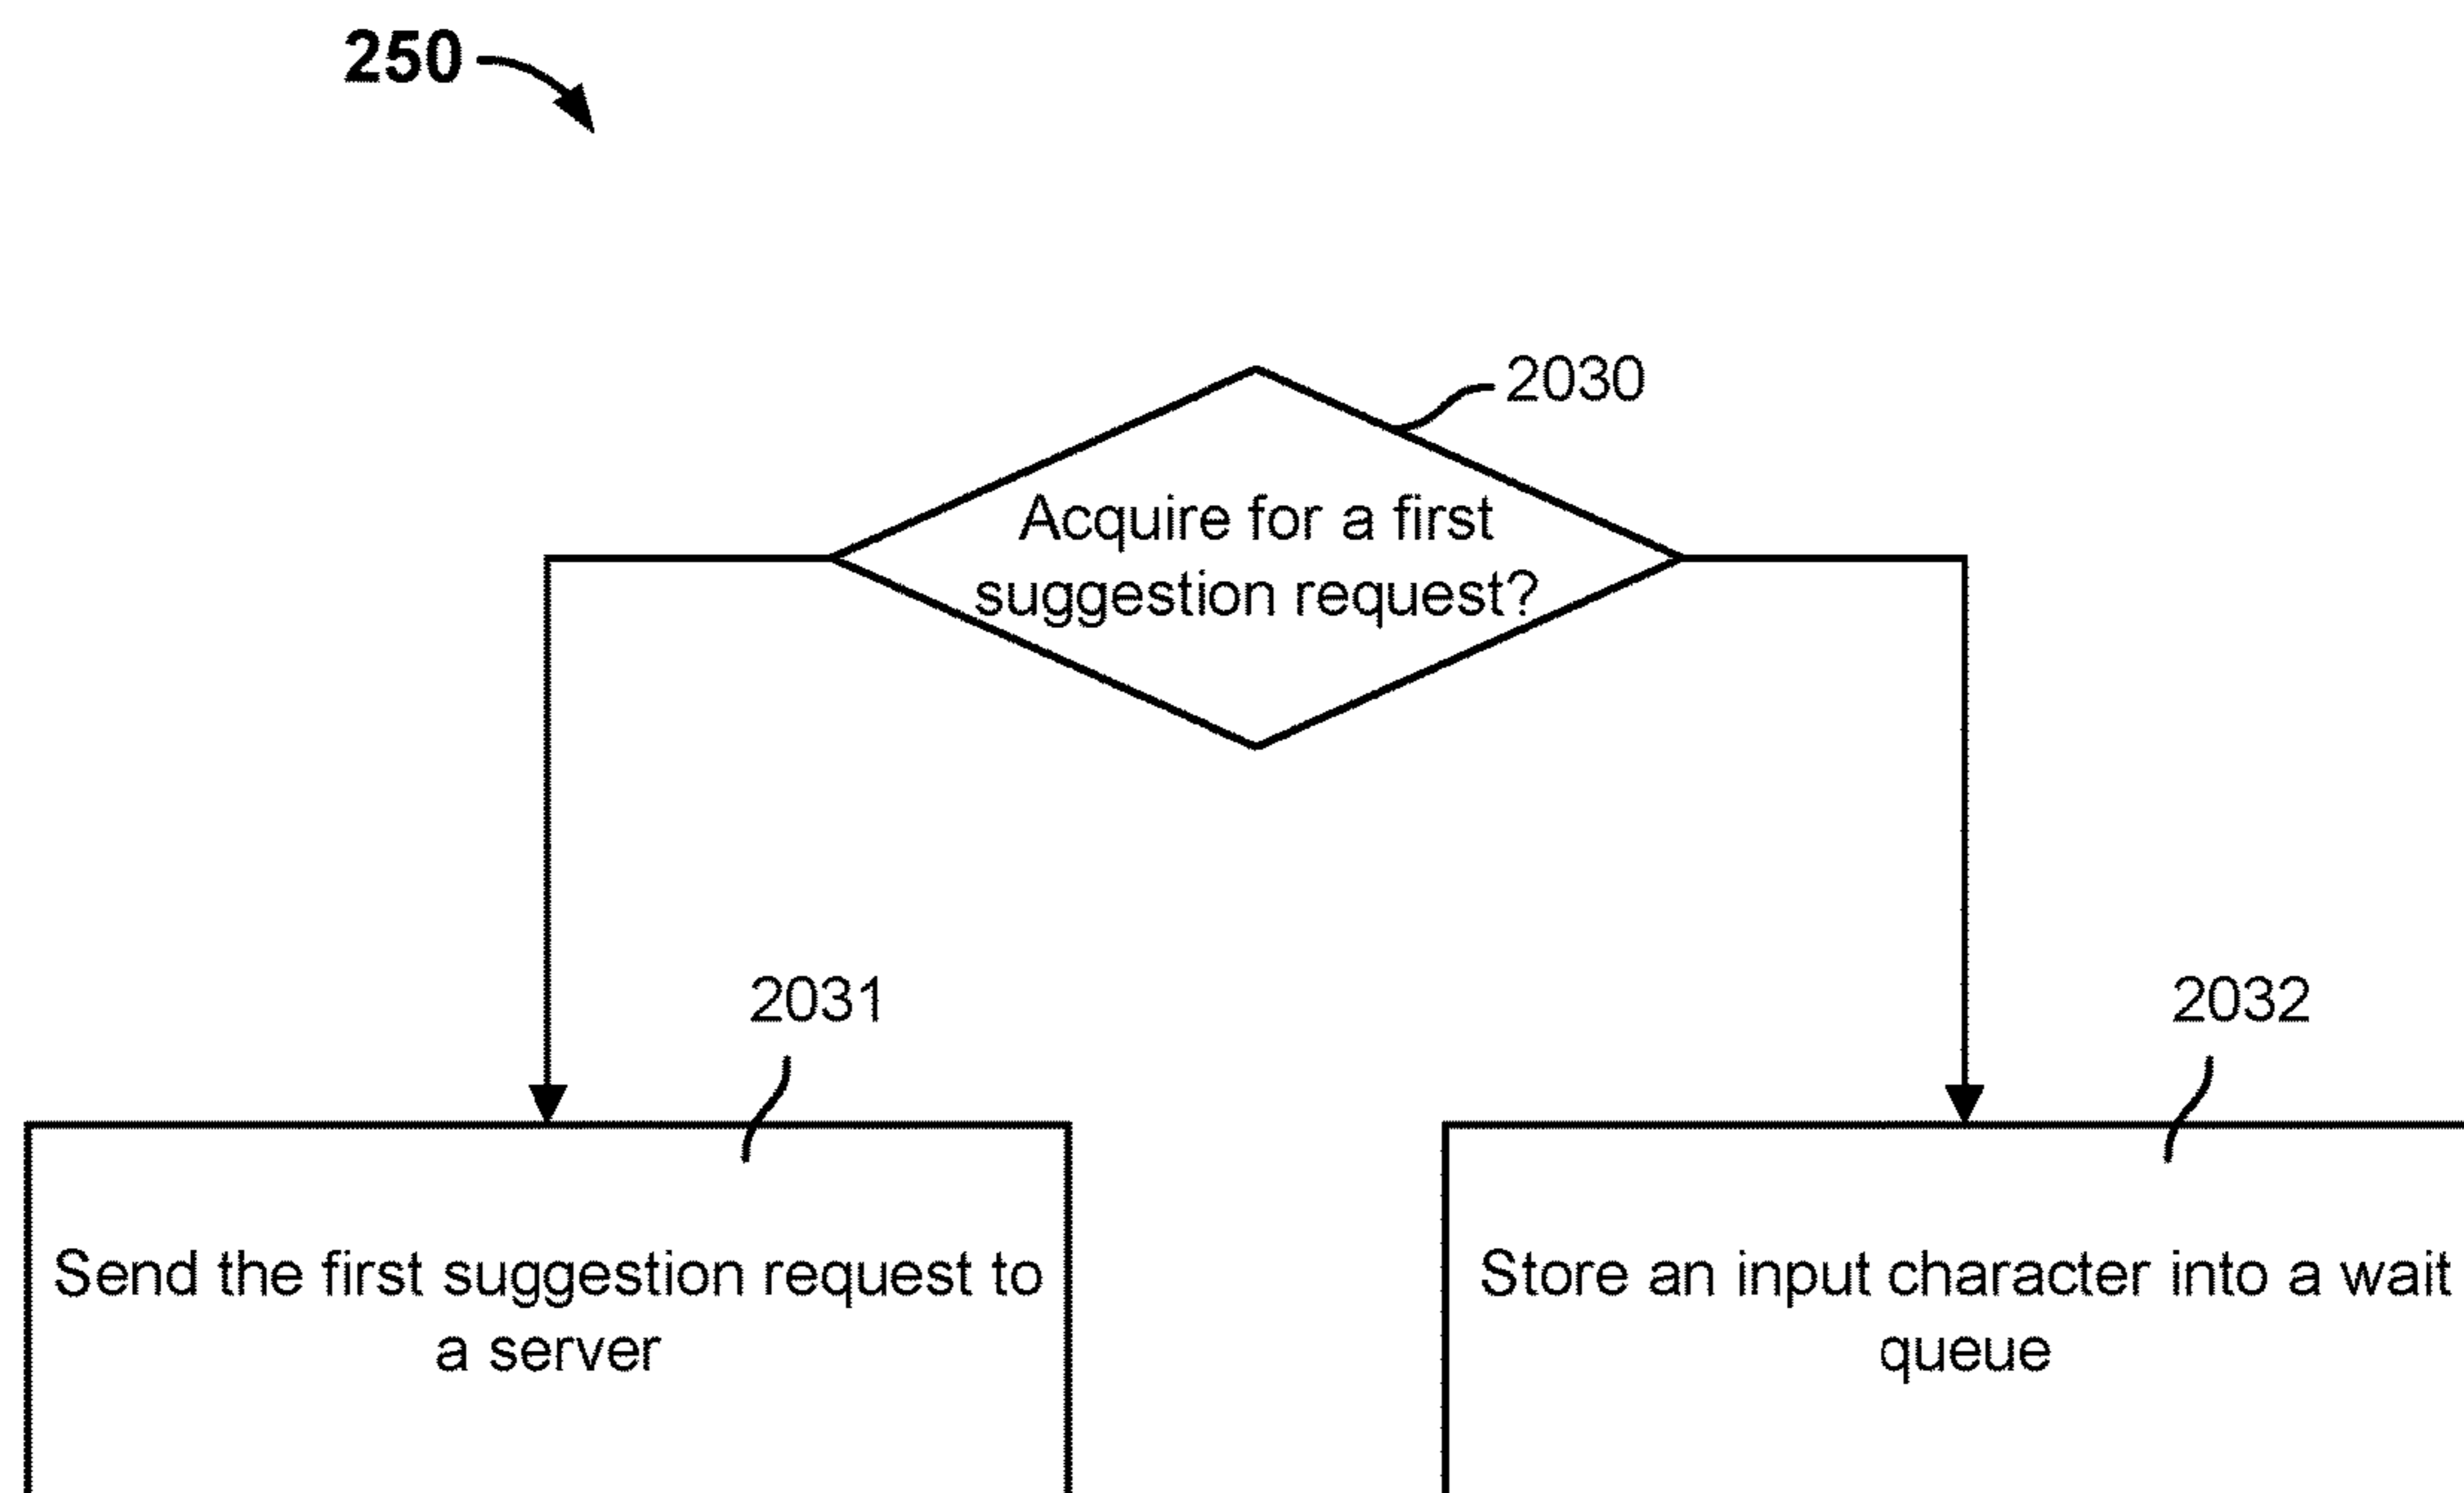 250
2030
Acquire for a first
suggestion request?
2031
2032
Send the first suggestion request to
a server
Store an input character into a wait
queue